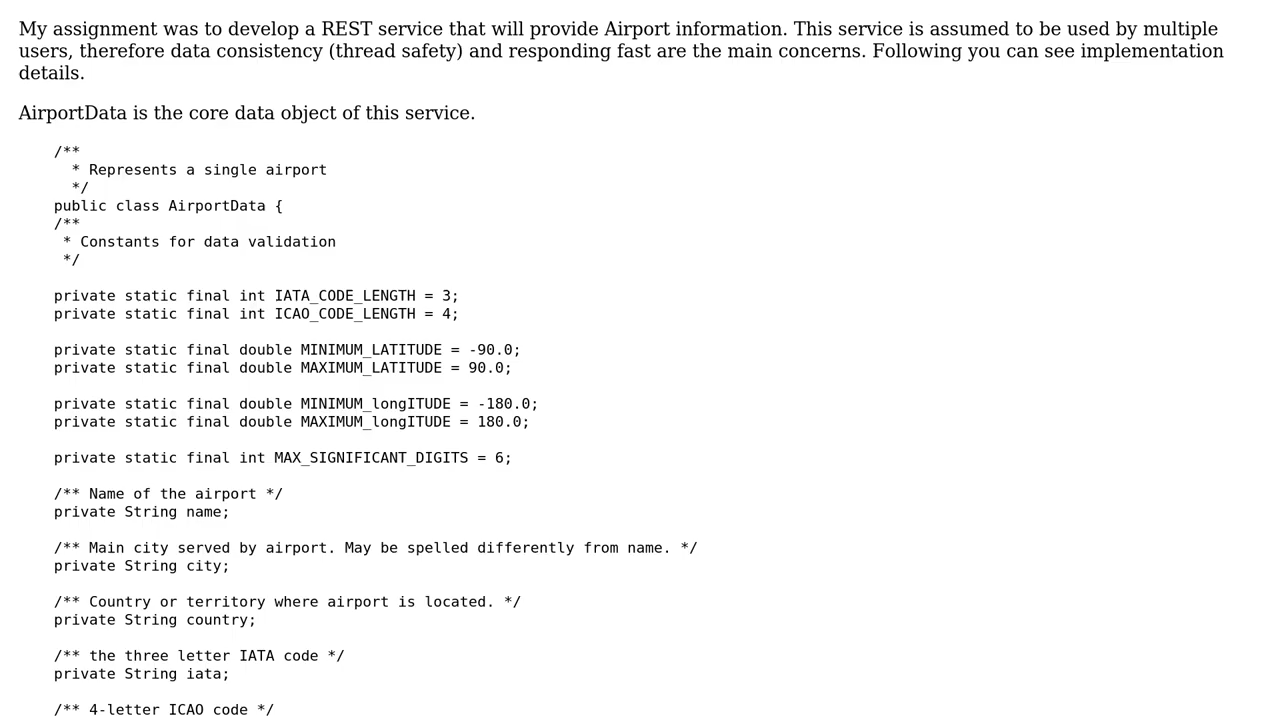 My assignment was to develop a REST service that will provide Airport information. This service is assumed to be used by multiple
users, therefore data consistency (thread safety) and responding fast are the main concerns. Following you can see implementation
details.
AirportData is the core data object of this service.
/**
* Represents a single airport
*/
public class AirportData {
/**
* Constants for data validation
*/
private static final int IATA_CODE_LENGTH = 3;
private static final int ICAO_CODE_LENGTH = 4;
private static final double MINIMUM_LATITUDE = -90.0;
private static final double MAXIMUM_LATITUDE = 90.0;
private static final double MINIMUM_longITUDE = -180.0;
private static final double MAXIMUM_longITUDE = 180.0;
private static final int MAX_SIGNIFICANT_DIGITS = 6;
/** Name of the airport */
private String name;
/** Main city served by airport. May be spelled differently from name. */
private String city;
/** Country or territory where airport is located. */
private String country;
/** the three letter IATA code */
private String iata;
/** 4-letter ICAO code */